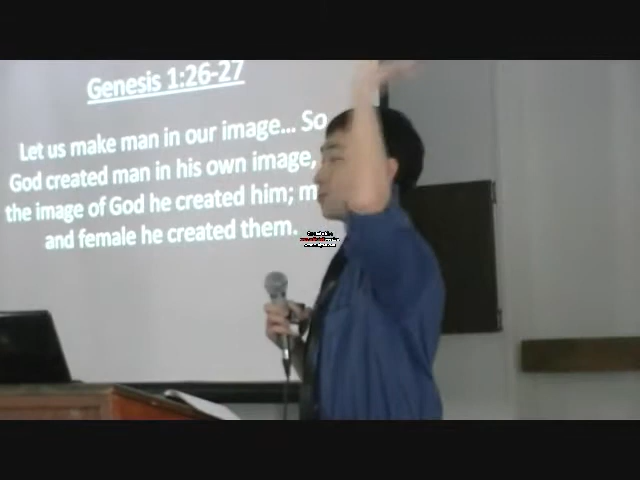 Genesis 1:26-27
Let us make man in our image... So
God created man in his own image,
the image of God he created him; m
and female he created them.